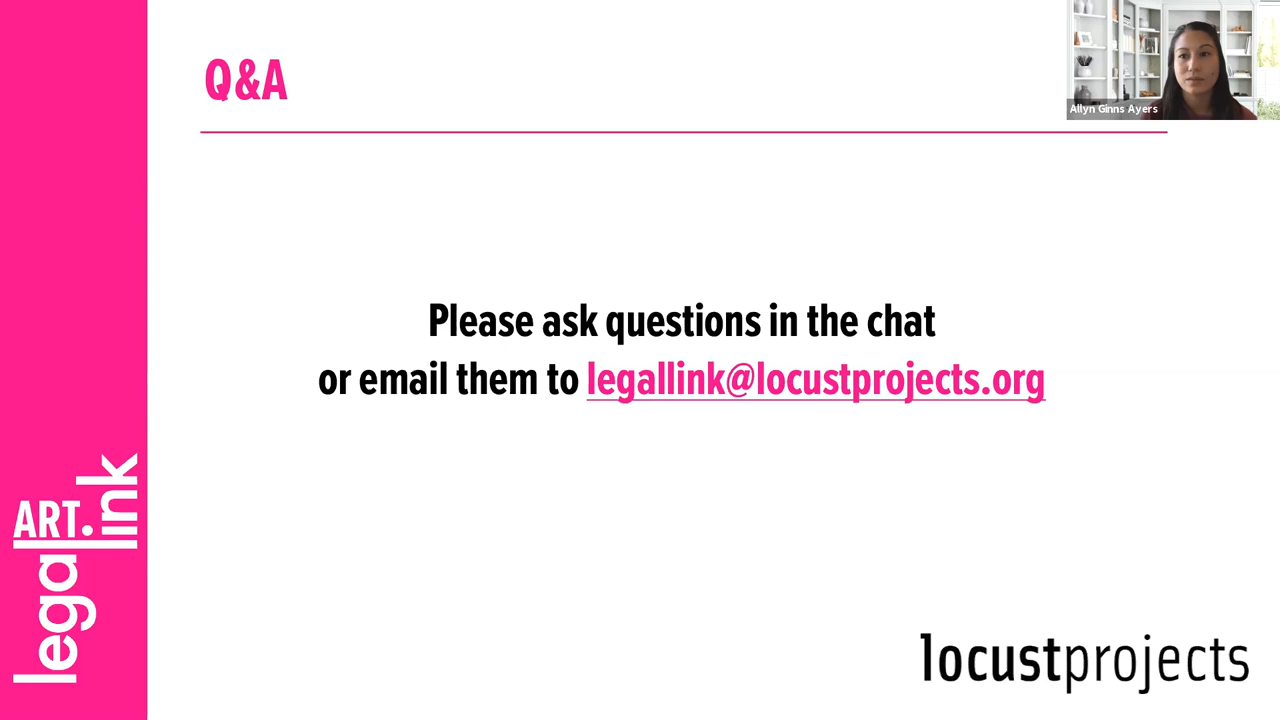 Q&A
Allyn Ginns Ayers
Please ask questions in the chat
or email them to legallink@locustprojects.org
legal
ART.
link
locustprojects